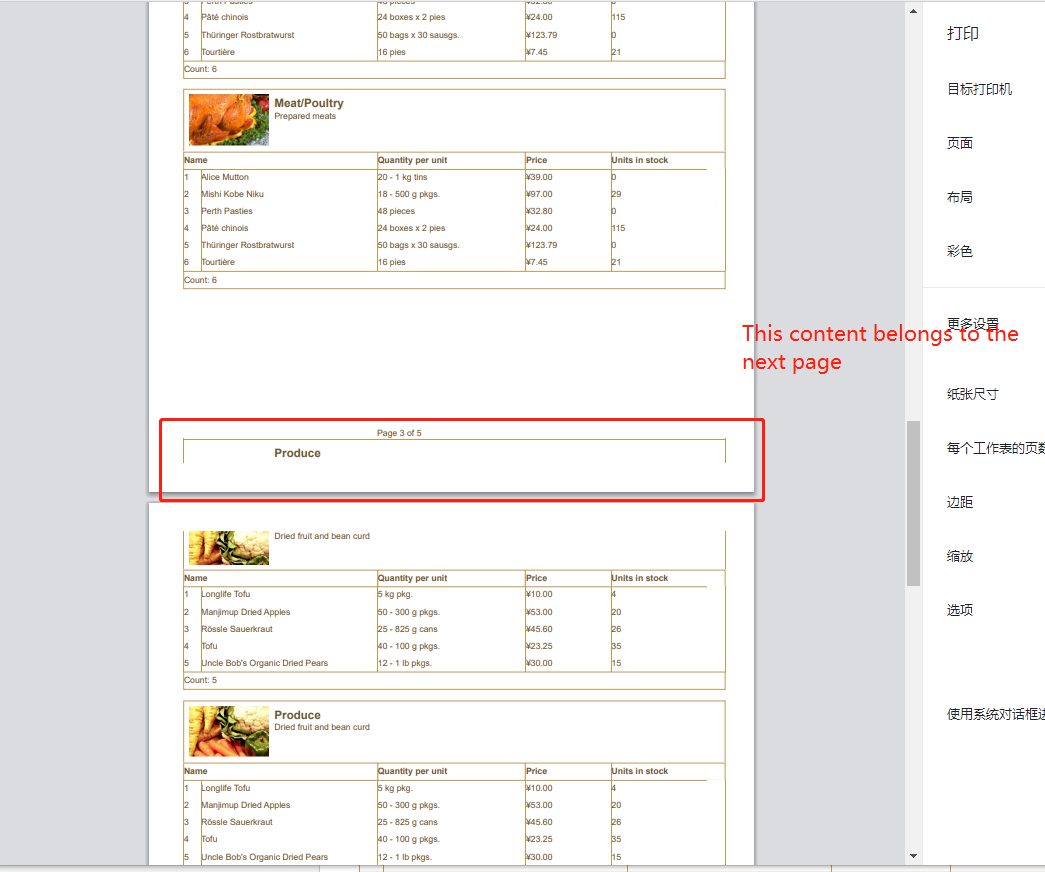 4 Pâté chinois 24 boxes x 2 pies ¥24.00 115
5 Thüringer Rostbratwurst 50 bags x 30 sausgs. ¥123.79 0
6 Tourtière 16 pies ¥7.45 21
Count: 6
Meat/Poultry
Prepared meats
Name Quantity per unit Price Units in stock
1 Alice Mutton 20 - 1 kg tins ¥39.00 0
2 Mishi Kobe Niku 18 - 500 g pkgs. ¥97.00 29
3 Perth Pasties 48 pieces ¥32.80 0
4 Pâté chinois 24 boxes x 2 pies ¥24.00 115
5 Thüringer Rostbratwurst 50 bags x 30 sausgs. ¥123.79 0
6 Tourtière 16 pies ¥7.45 21
Count: 6
This content belongs to the
next page
Page 3 of 5
Produce
Dried fruit and bean curd
Name Quantity per unit Price Units in stock
1 Longlife Tofu 5 kg pkg. ¥10.00 4
2 Manjimup Dried Apples 50 - 300 g pkgs. ¥53.00 20
3 Rössle Sauerkraut 25 - 825 g cans ¥45.60 26
4 Tofu 40 - 100 g pkgs. ¥23.25 35
5 Uncle Bob's Organic Dried Pears 12 - 1 lb pkgs. ¥30.00 15
Count: 5
Produce
Dried fruit and bean curd
Name Quantity per unit Price Units in stock
1 Longlife Tofu 5 kg pkg. ¥10.00 4
2 Manjimup Dried Apples 50 - 300 g pkgs. ¥53.00 20
3 Rössle Sauerkraut 25 - 825 g cans ¥45.60 26
4 Tofu 40 - 100 g pkgs. ¥23.25 35
5 Uncle Bob's Organic Dried Pears 12 - 1 lb pkgs. ¥30.00 15
打印
目标打印机
页面
布局
彩色
更多设置
纸张尺寸
每个工作表的页数
边距
缩放
选项
使用系统对话框